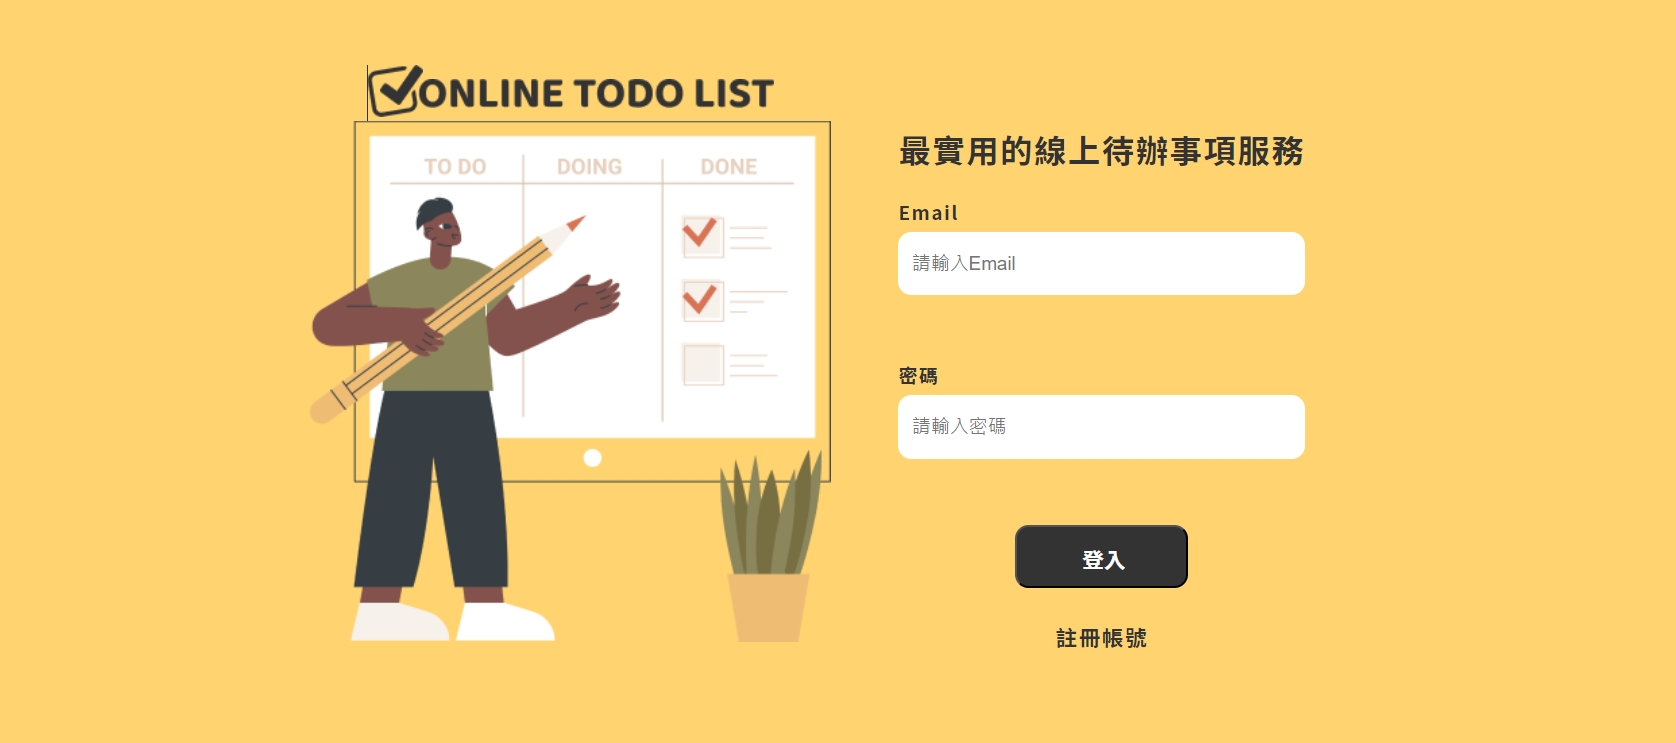 ONLINE TODO LIST
TO DO DOING DONE
最實用的線上待辦事項服務
Email
請輸入Email
密碼
請輸入密碼
登入
註冊帳號